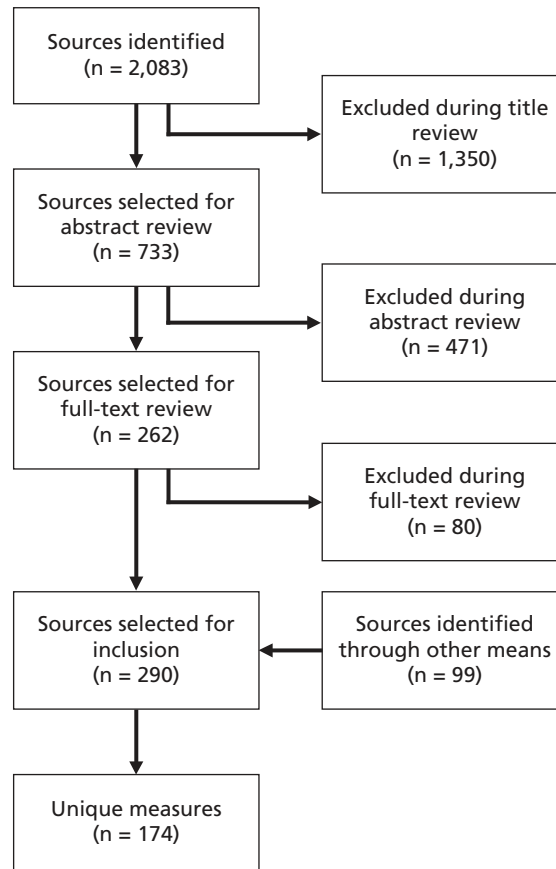 Sources identified
(n = 2,083)
Excluded during title
review
(n = 1,350)
Sources selected for
abstract review
(n = 733)
Excluded during
abstract review
(n = 471)
Sources selected for
full-text review
(n = 262)
Excluded during
full-text review
(n = 80)
Sources selected for
inclusion
(n = 290)
Sources identified
through other means
(n = 99)
Unique measures
(n = 174)